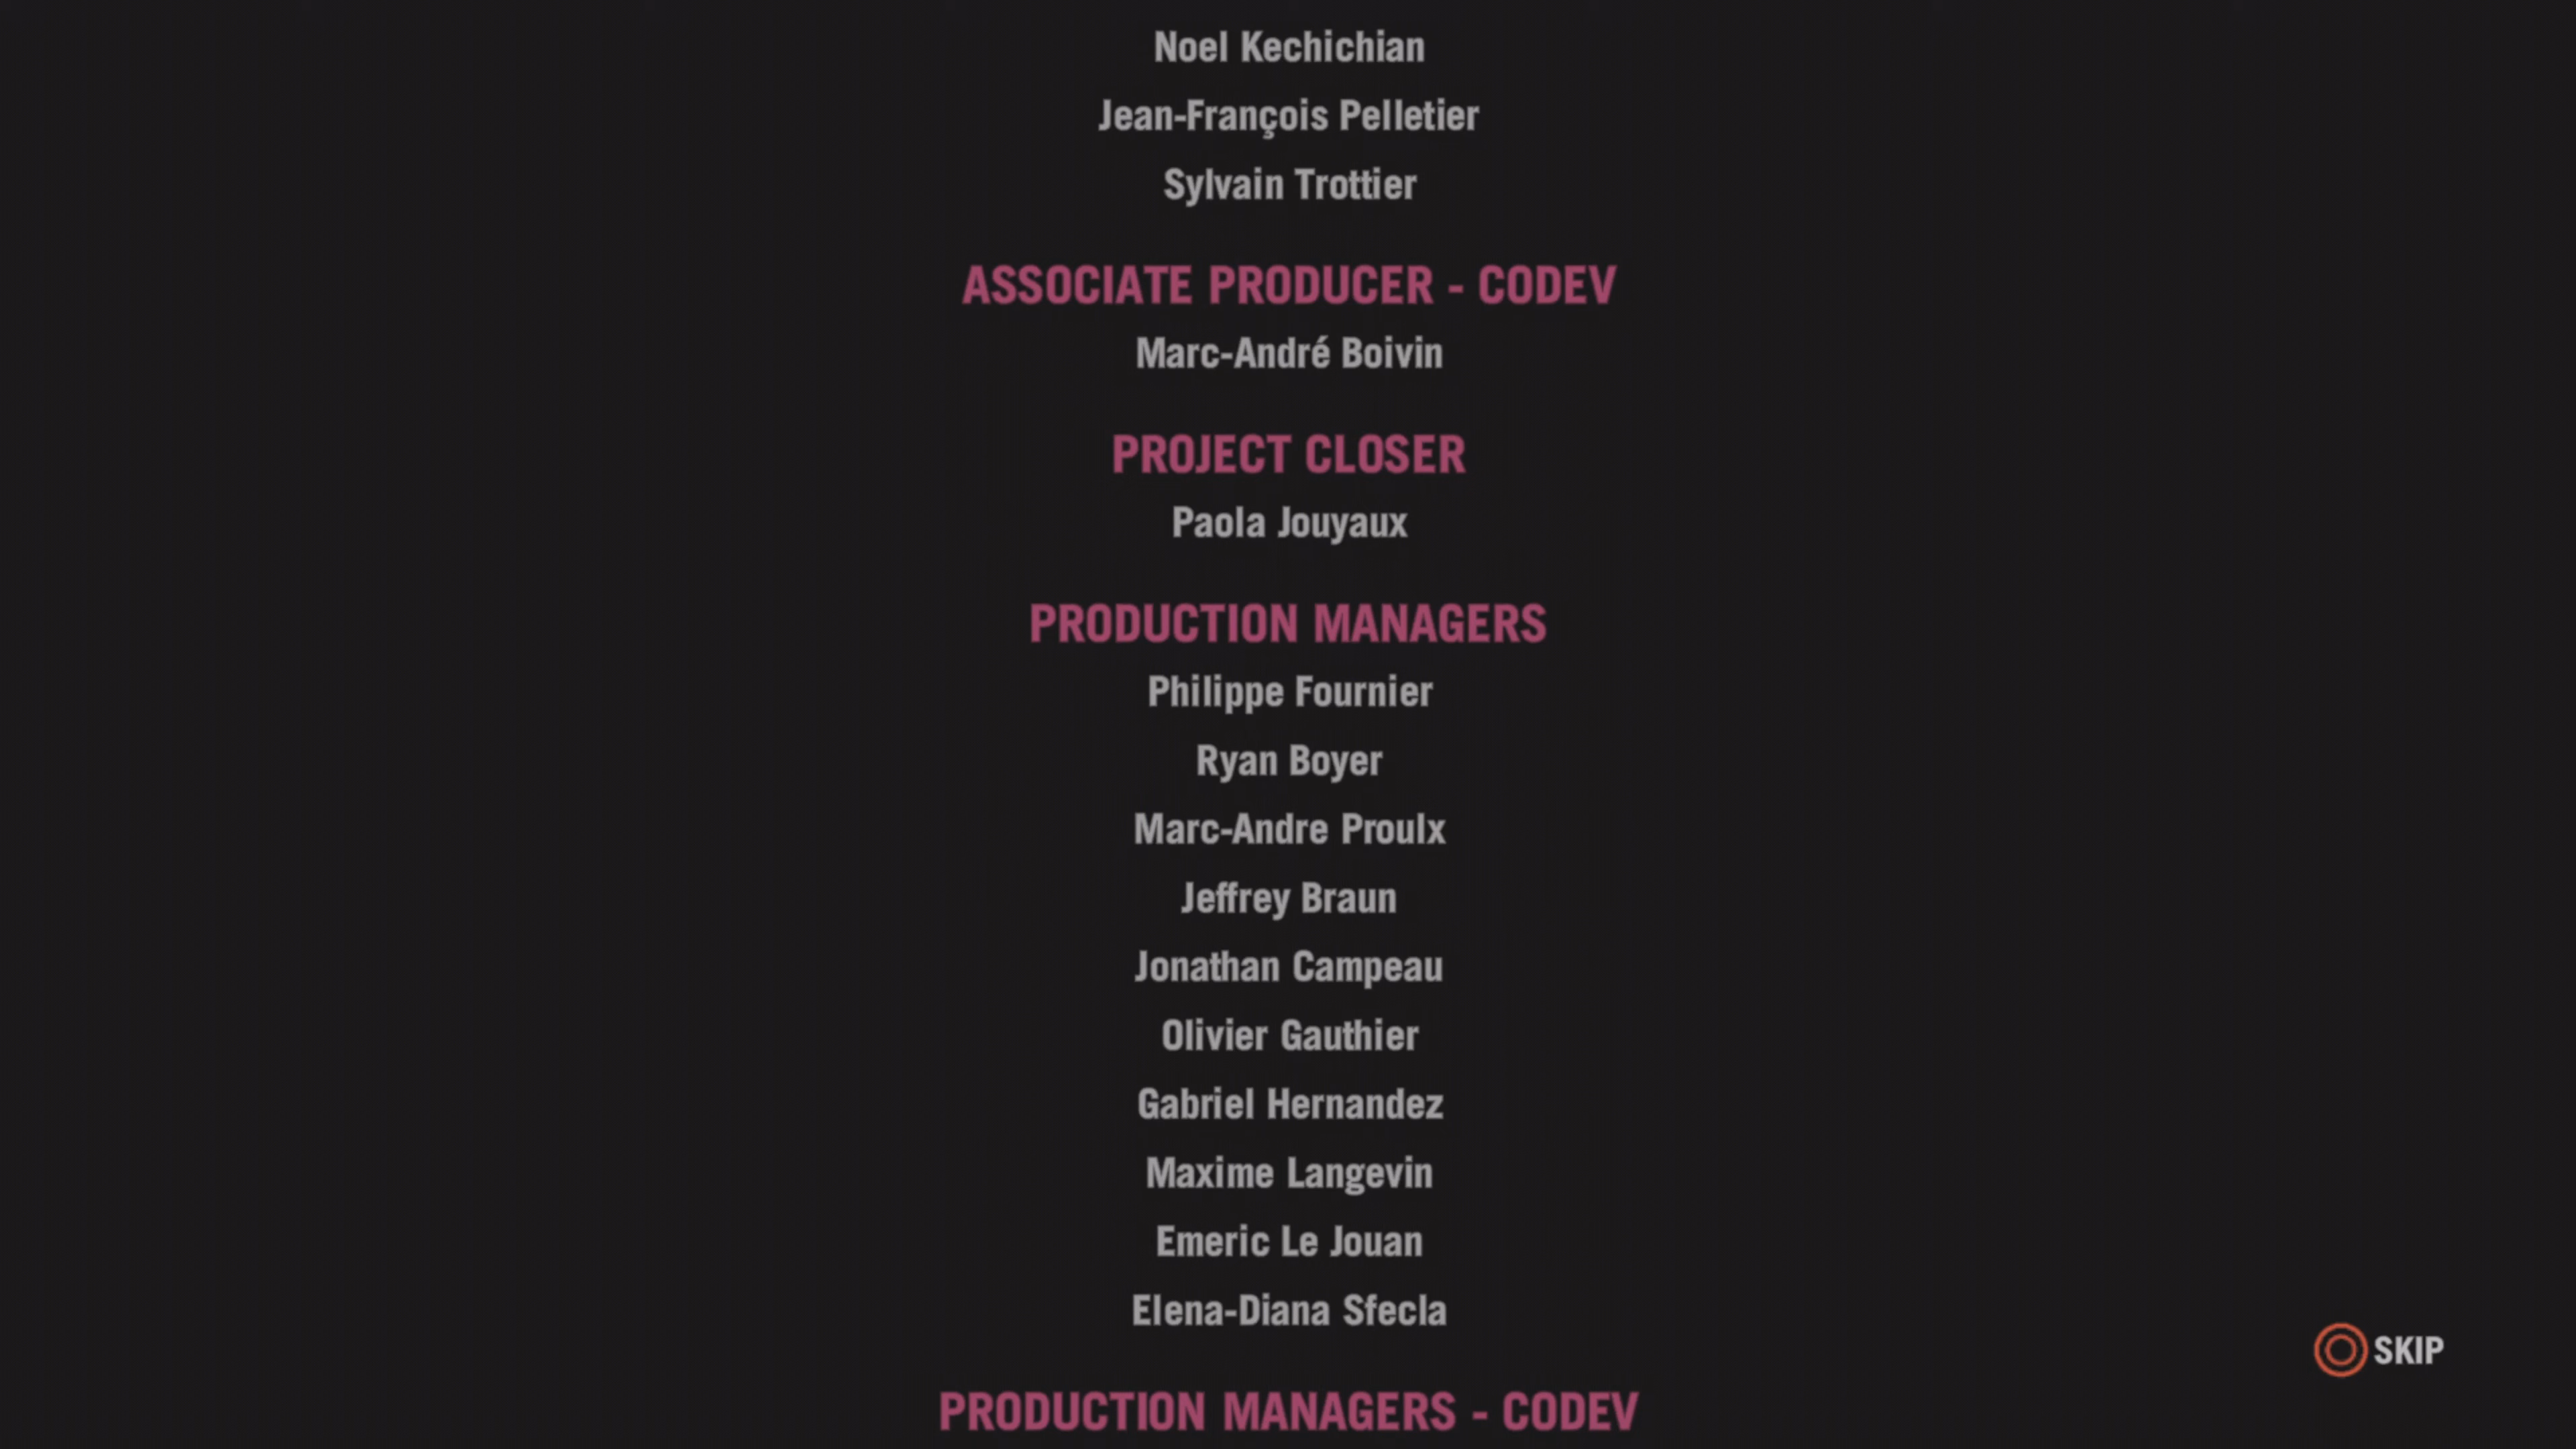 Noel Kechichian
Jean-François Pelletier
Sylvain Trottier
ASSOCIATE PRODUCER - CODEV
Marc-André Boivin
PROJECT CLOSER
Paola Jouyaux
PRODUCTION MANAGERS
Philippe Fournier
Ryan Boyer
Marc-Andre Proulx
Jeffrey Braun
Jonathan Campeau
Olivier Gauthier
Gabriel Hernandez
Maxime Langevin
Emeric Le Jouan
Elena-Diana Sfecla
SKIP
PRODUCTION MANAGERS - CODEV